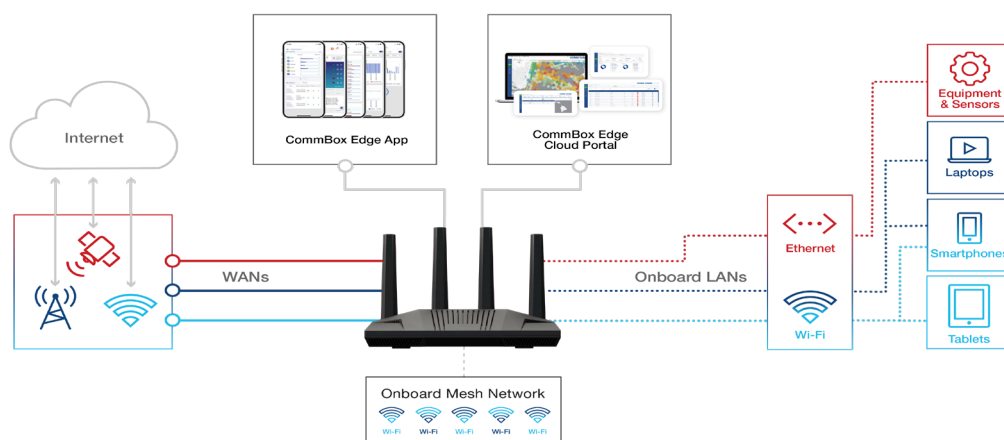 Internet
CommBox Edge App
CommBox Edge
Cloud Portal
Equipment
& Sensors
Laptops
Smartphones
Tablets
WANs
Onboard LANs
Ethernet
Wi-Fi
Onboard Mesh Network
Wi-Fi Wi-Fi Wi-Fi Wi-Fi Wi-Fi